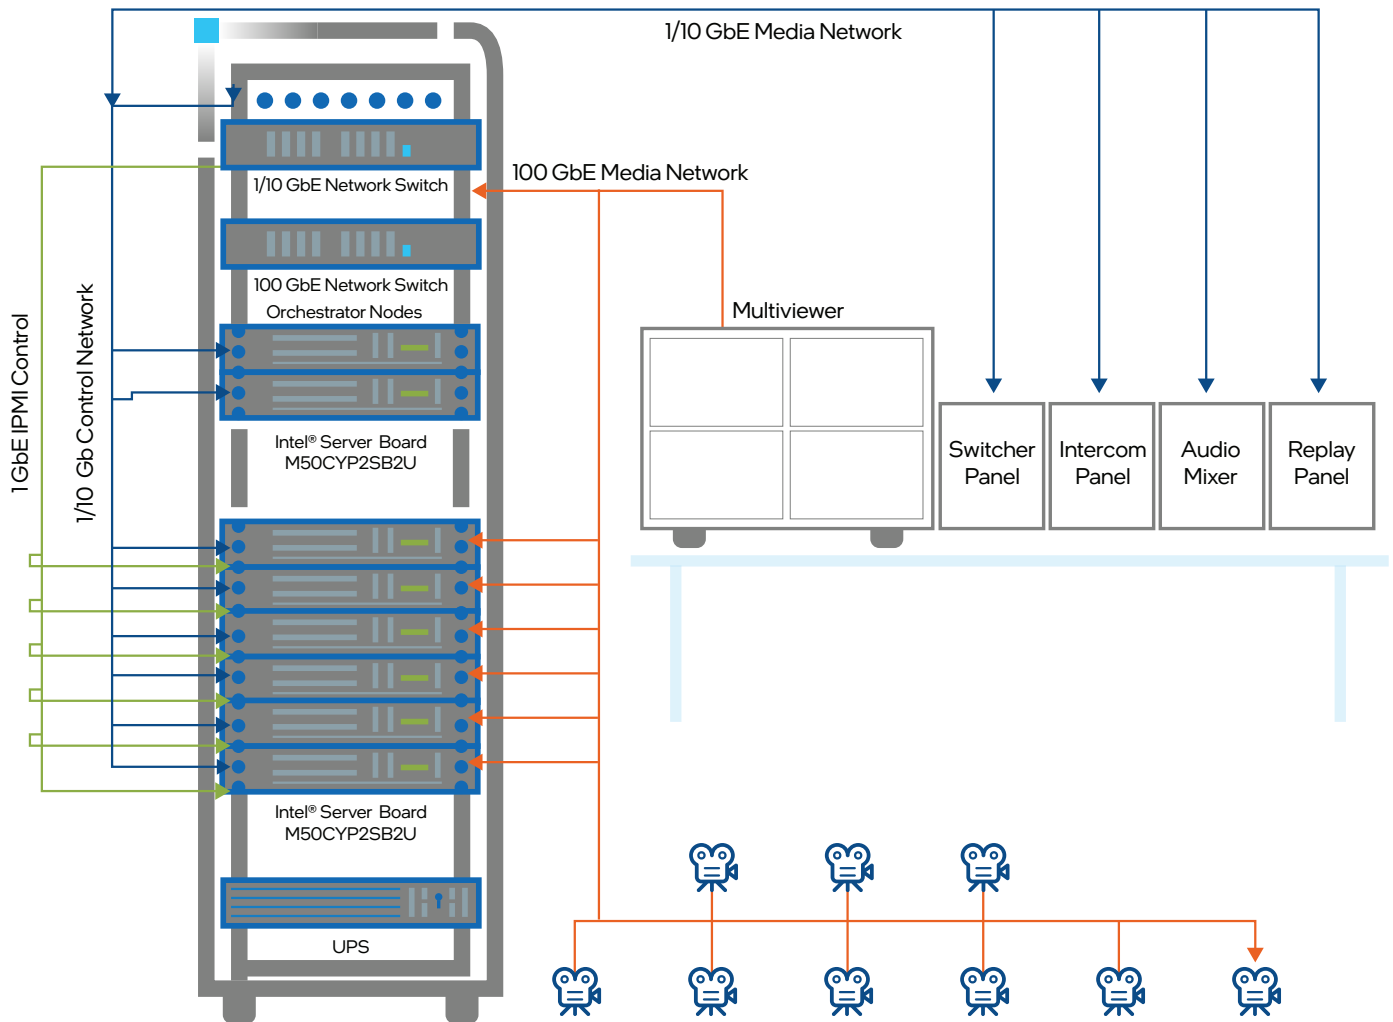 1/10 GbE Media Network
100 GbE Media Network
1/10 GbE Network Switch
100 GbE Network Switch
Orchestrator Nodes
Intel® Server Board
M50CYP2SB2U
1 GbE IPMI Control
1/10 Gb Control Network
Multiviewer
Switcher
Panel
Intercom
Panel
Audio
Mixer
Replay
Panel
Intel® Server Board
M50CYP2SB2U
UPS